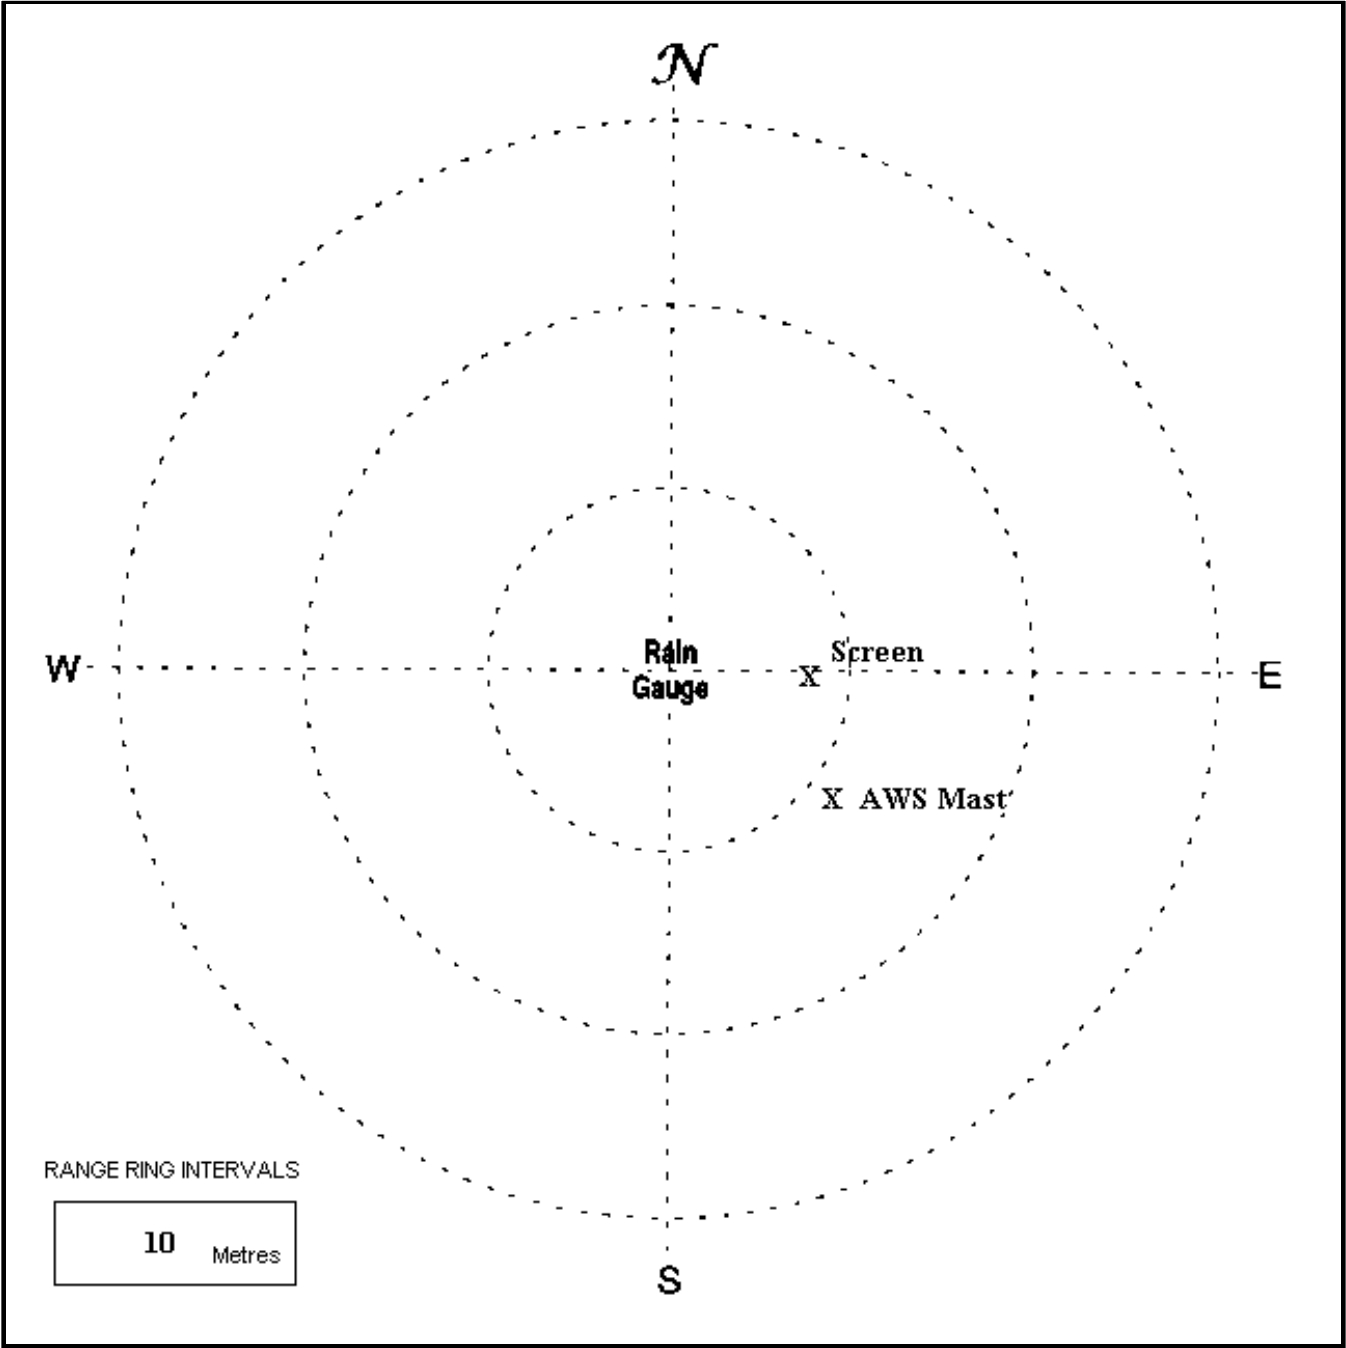 N
Rain
Gauge
Screen
W
X
E
X AWS Mast
RANGE RING INTERVALS
10 Metres
S